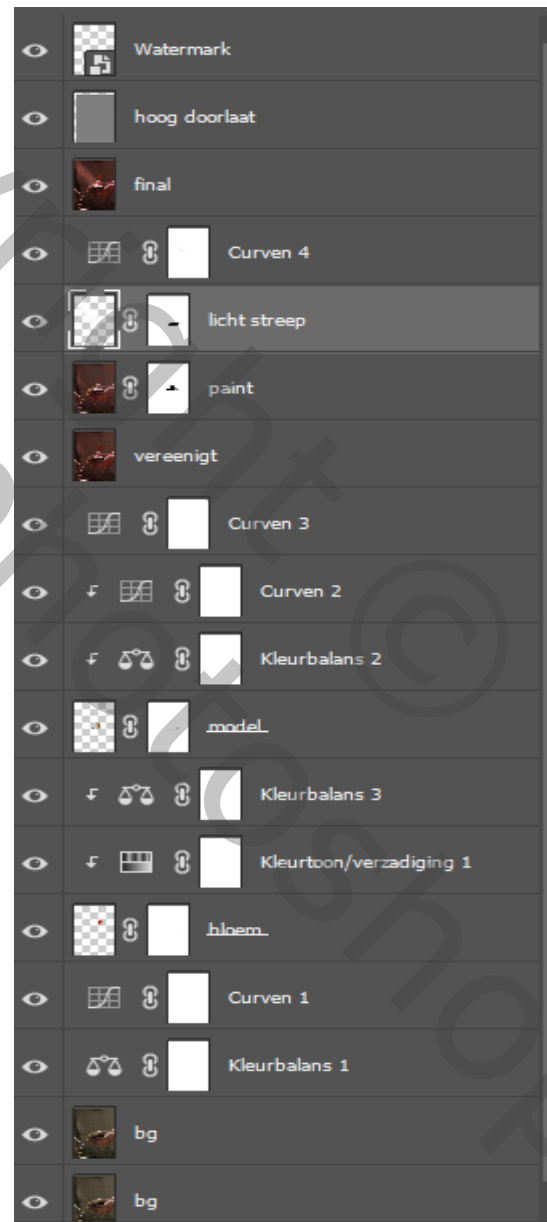 Watermark
hoog doorlaat
final
Curven 4
licht streep
paint
vereenigt
Curven 3
Curven 2
Kleurbalans 2
model
Kleurbalans 3
Kleurtoon/verzadiging 1
bloem
Curven 1
Kleurbalans 1
bg
bg